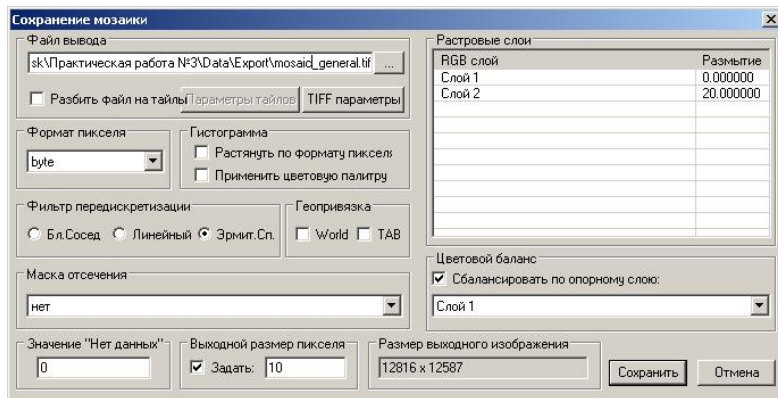 Сохранение мозаики
Файл вывода
sk\Практическая работа №3\Data\Export\mosaic_general.tif
...
Разбить файл на тайлы
Параметры тайлов
TIFF параметры
Формат пикселя
byte
Гистограмма
Растянуть по формату пикселя
Применить цветовую палитру
Фильтр передискретизации
Бл.Сосед Линейный Эрмит.Сп.
Геопривязка
World TAB
Маска отсечения
нет
Значение "Нет данных"
0
Выходной размер пикселя
Задать: 10
Растровые слои
RGB слой Размытие
Слой 1 0.000000
Слой 2 20.000000
Цветовой баланс
Сбалансировать по опорному слою:
Слой 1
Размер выходного изображения
12816 x 12587
Сохранить
Отмена